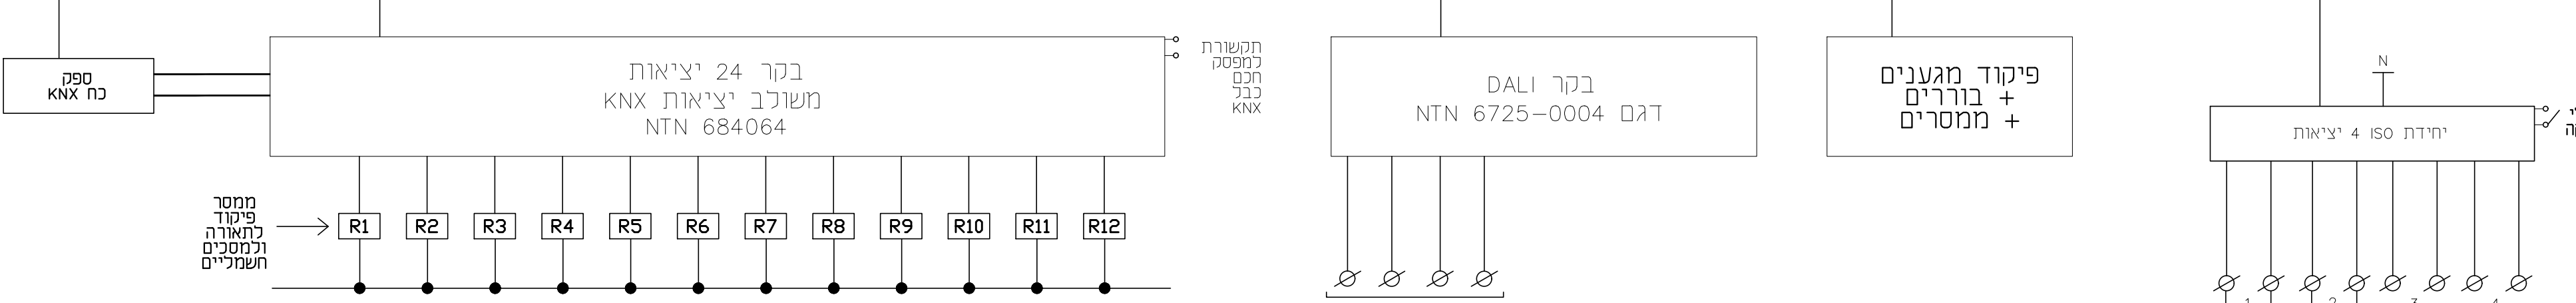 ספק
כח KNX
בקר 24 יציאות
משולב יציאות KNX
NTN 684064
תקשורת
למפסק
חכם
כבל
KNX
ממסר
פיקוד
לתאורה
ולמסכים
חשמליים
R1 R2 R3 R4 R5 R6 R7 R8 R9 R10 R11 R12
בקר DALI
דגם NTN 6725-0004
פיקוד מגענים
+ בוררים
+ ממסרים
N
יחידת ISO 4 יציאות
1 2 3 4